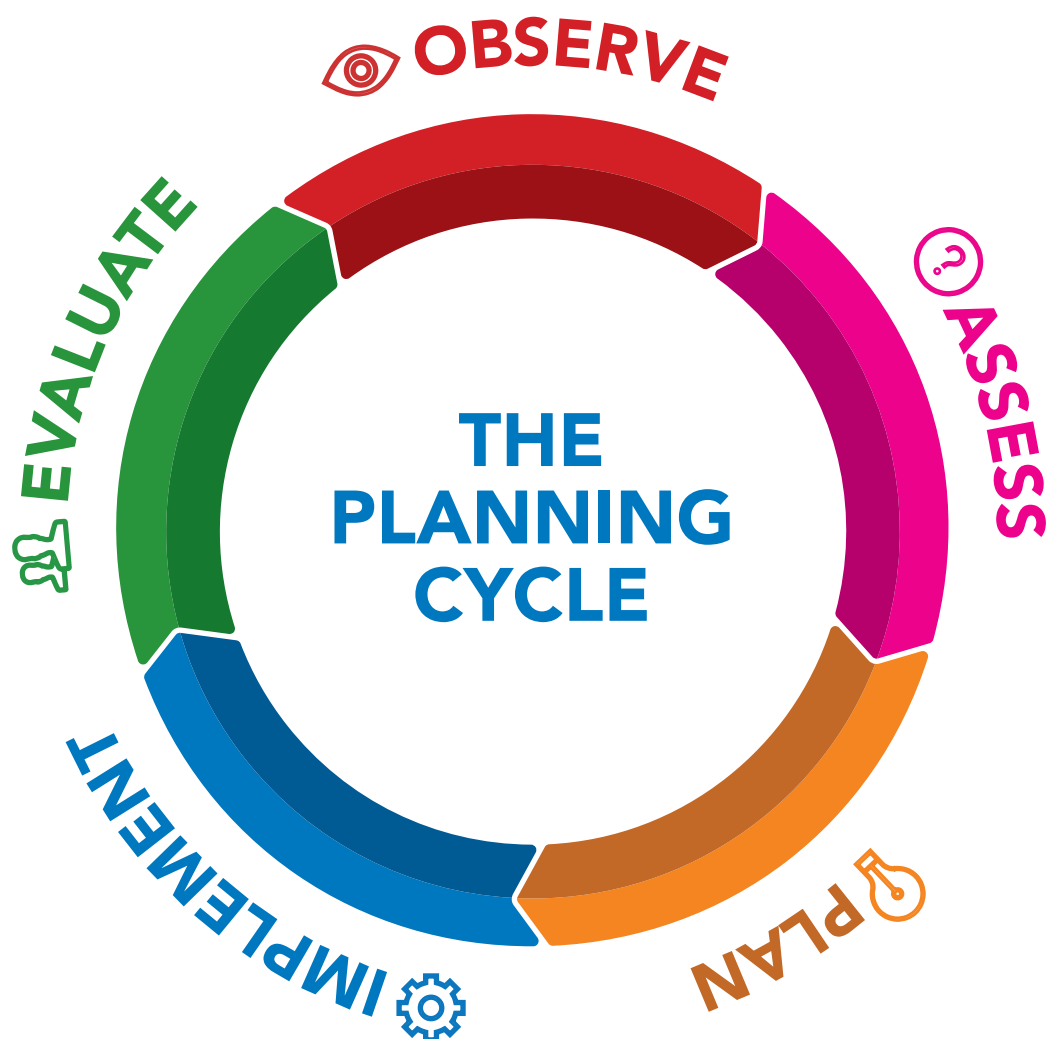 OBSERVE
ASSESS
PLAN
IMPLEMENT
EVALUATE
THE
PLANNING
CYCLE